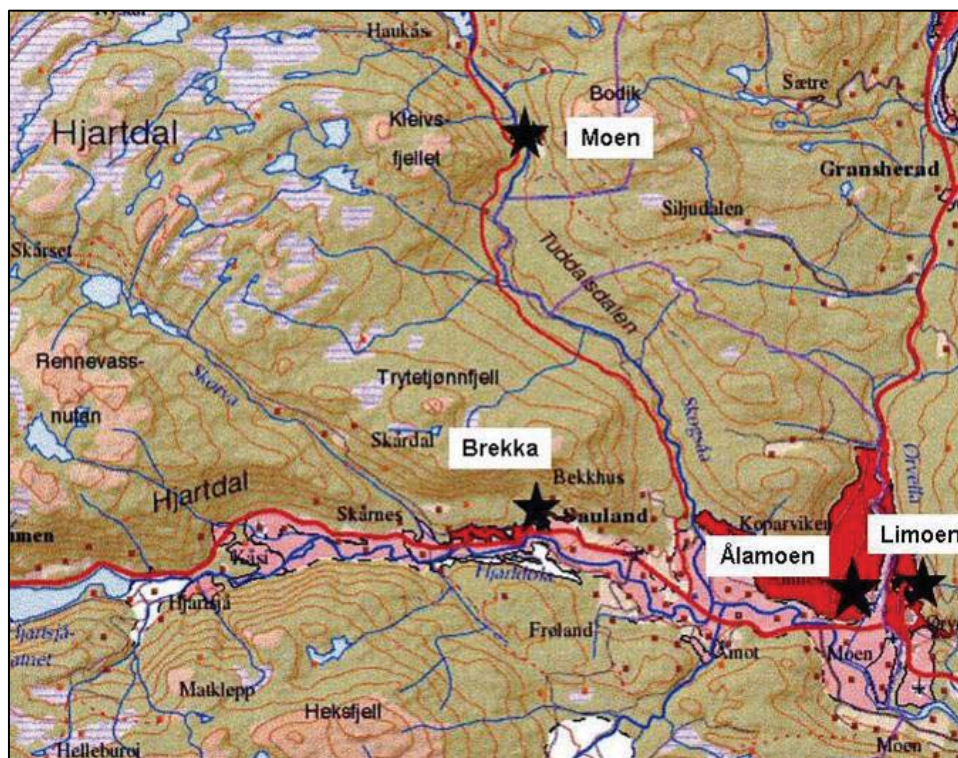 Haukås
Sætre
Bodik
Kleivs-
fjellet
Hjartdal
Moen
Gransherad
Siljudalen
Skårset
Tuddalsdalen
Rennevass-
nutan
Skorva
Trytetjønnfjell
Skogsåa
Skårdal
Brekka
Ørvella
Bekkhus
Hjartdal
Skårnes
Sauland
Koparviken
Limoen
Ålamoen
Kåsi
Hjartdøla
Hjartsjå
Frøland
Åmot
Moen
Matklepp
Heksfjell
Moen